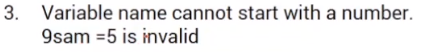 3. Variable name cannot start with a number.
9sam =5 is invalid